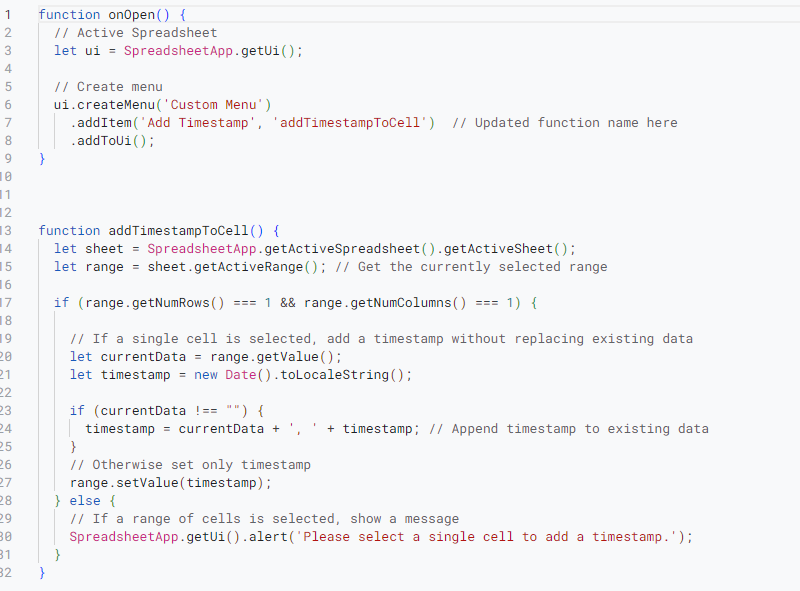 1 function onOpen() {
2 // Active Spreadsheet
3 let ui = SpreadsheetApp.getUi();
4
5 // Create menu
6 ui.createMenu('Custom Menu')
7 .addItem('Add Timestamp', 'addTimestampToCell') // Updated function name here
8 .addToUi();
9 }
10
11
12
13 function addTimestampToCell() {
14 let sheet = SpreadsheetApp.getActiveSpreadsheet().getActiveSheet();
15 let range = sheet.getActiveRange(); // Get the currently selected range
16
17 if (range.getNumRows() === 1 && range.getNumColumns() === 1) {
18
19 // If a single cell is selected, add a timestamp without replacing existing data
20 let currentData = range.getValue();
21 let timestamp = new Date().toLocaleString();
22
23 if (currentData !== "") {
24 timestamp = currentData + ', ' + timestamp; // Append timestamp to existing data
25 }
26 // Otherwise set only timestamp
27 range.setValue(timestamp);
28 } else {
29 // If a range of cells is selected, show a message
30 SpreadsheetApp.getUi().alert('Please select a single cell to add a timestamp.');
31 }
32 }